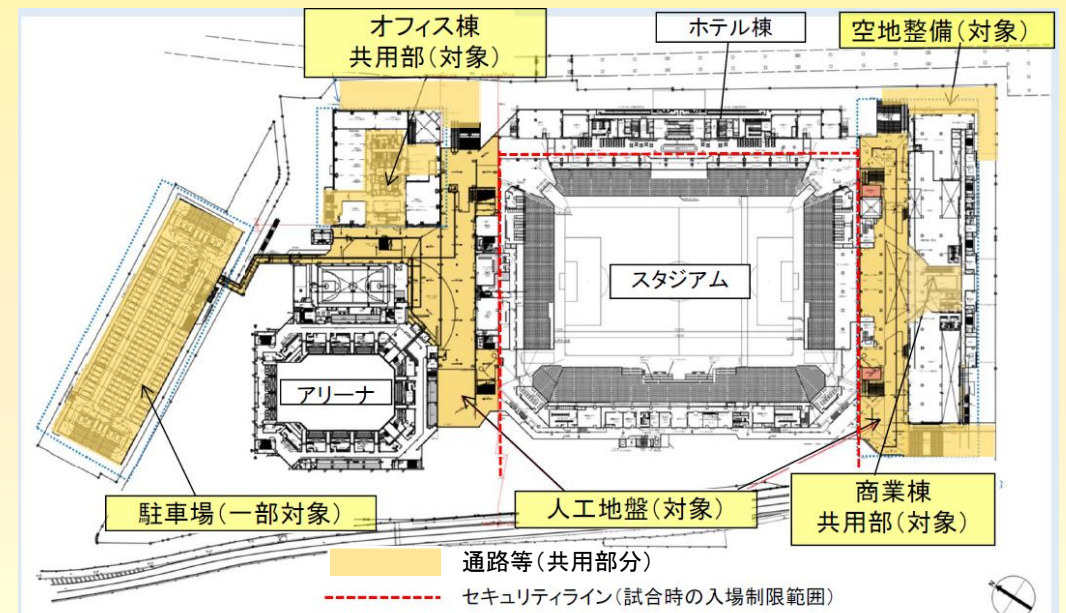 オフィス棟
共用部(対象)
ホテル棟
空地整備(対象)
スタジアム
アリーナ
駐車場(一部対象)
人工地盤(対象)
商業棟
共用部(対象)
3
通路等(共用部分)
セキュリティライン(試合時の入場制限範囲)
N